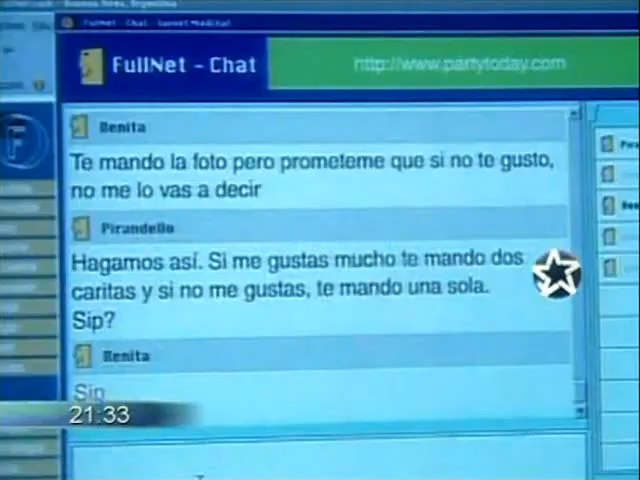 FullNet - Chat
http://www.partytoday.com
Benita
Te mando la foto pero prometeme que si no te gusto,
no me lo vas a decir
Pirandello
Hagamos así. Si me gustas mucho te mando dos
caritas y si no me gustas, te mando una sola.
Sip?
Benita
Sip
21:33